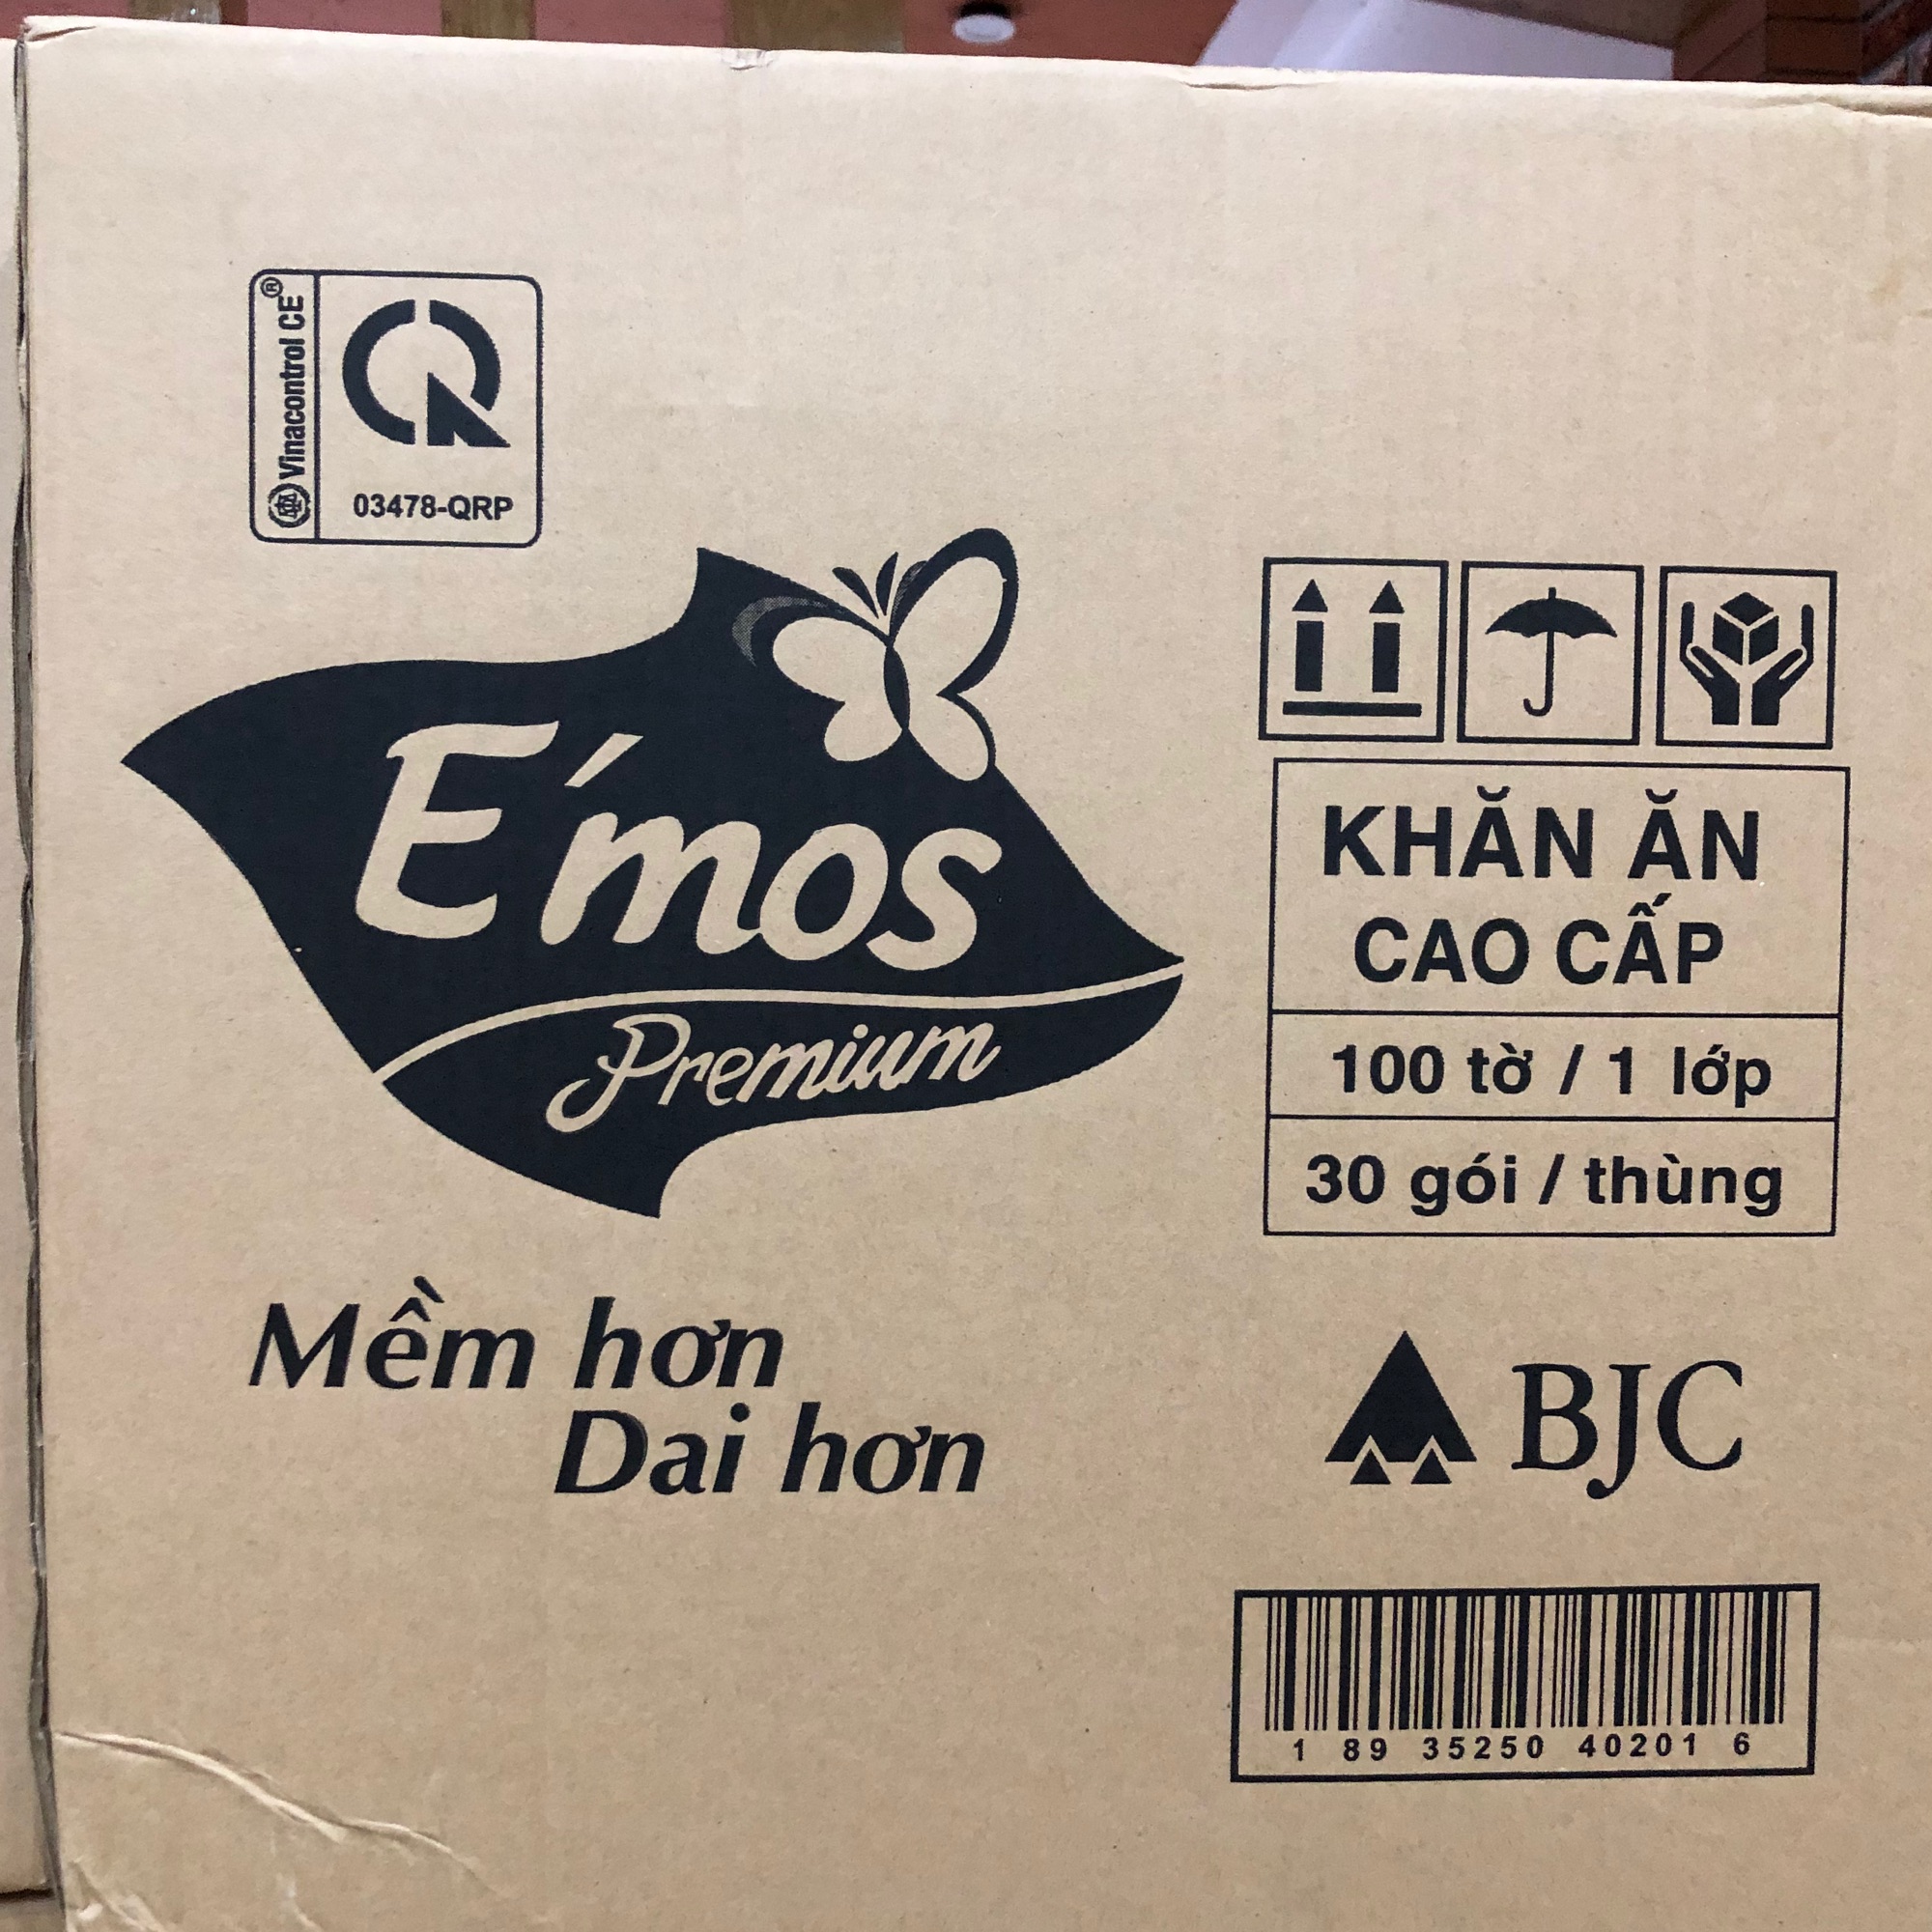 Vinacontrol CE®
03478-QRP
E'mos
Premium
KHĂN ĂN
CAO CẤP
100 tờ / 1 lớp
30 gói / thùng
Mềm hơn
Dai hơn
BJC
1 89 35250 40201 6